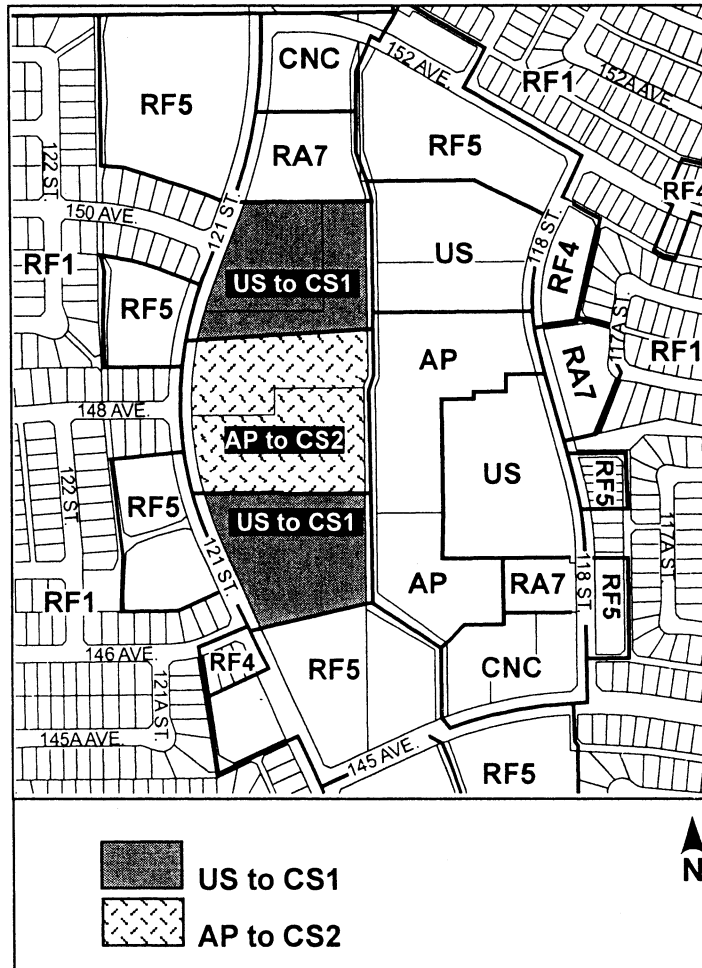 CNC
152 AVE.
RF1
152A AVE.
RF5
RA7
RF5
122 ST.
RF4
150 AVE.
121 ST.
118 ST.
US
RF4
RF1
US to CS1
RF5
117A ST.
RF1
AP
RA7
148 AVE.
AP to CS2
US
RF5
RF5
122 ST.
US to CS1
117A ST.
121 ST.
AP
RA7
118 ST.
RF5
RF1
146 AVE.
RF4
RF5
CNC
121A ST.
145A AVE.
145 AVE.
RF5
US to CS1
N
AP to CS2